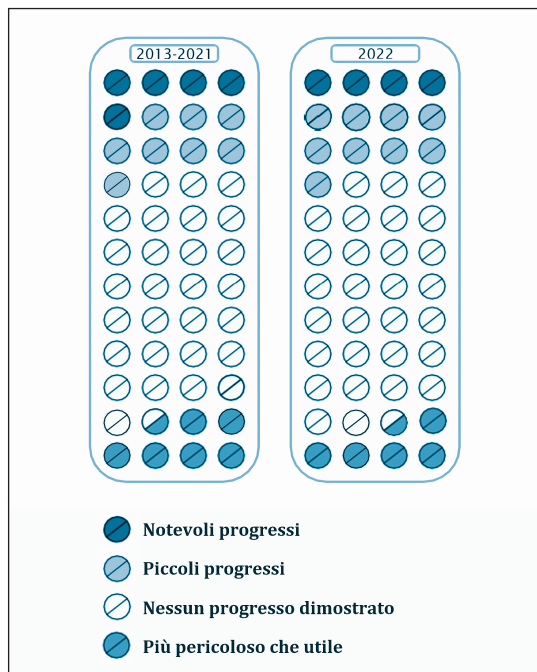 2013-2021
2022
Notevoli progressi
Piccoli progressi
Nessun progresso dimostrato
Più pericoloso che utile